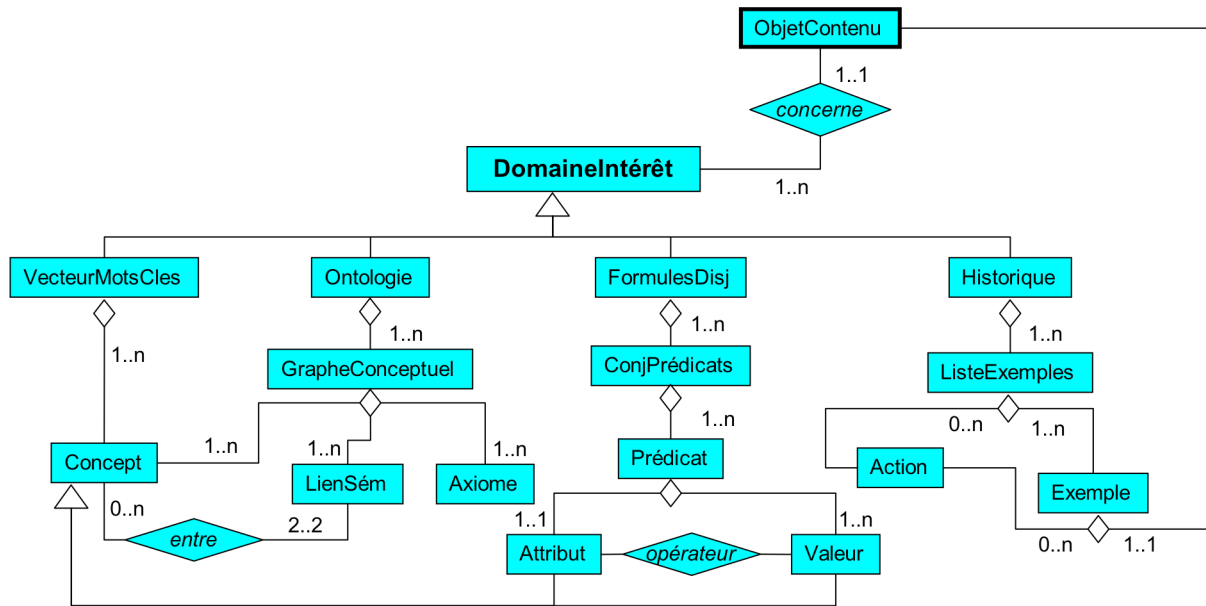 ObjetContenu
1..1
concerne
DomaineIntérêt
1..n
VecteurMotsCles
Ontologie
FormulesDisj
Historique
1..n
1..n
1..n
1..n
GrapheConceptuel
ConjPrédicats
ListeExemples
1..n
1..n
1..n
1..n
0..n
1..n
Concept
LienSém
Axiome
Prédicat
Action
Exemple
0..n
2..2
1..1
1..n
0..n
1..1
entre
Attribut
opérateur
Valeur